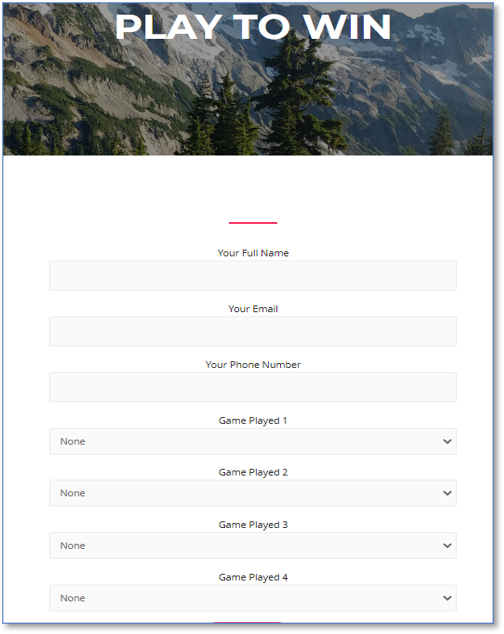 PLAY TO WIN
Your Full Name
Your Email
Your Phone Number
Game Played 1
None
Game Played 2
None
Game Played 3
None
Game Played 4
None